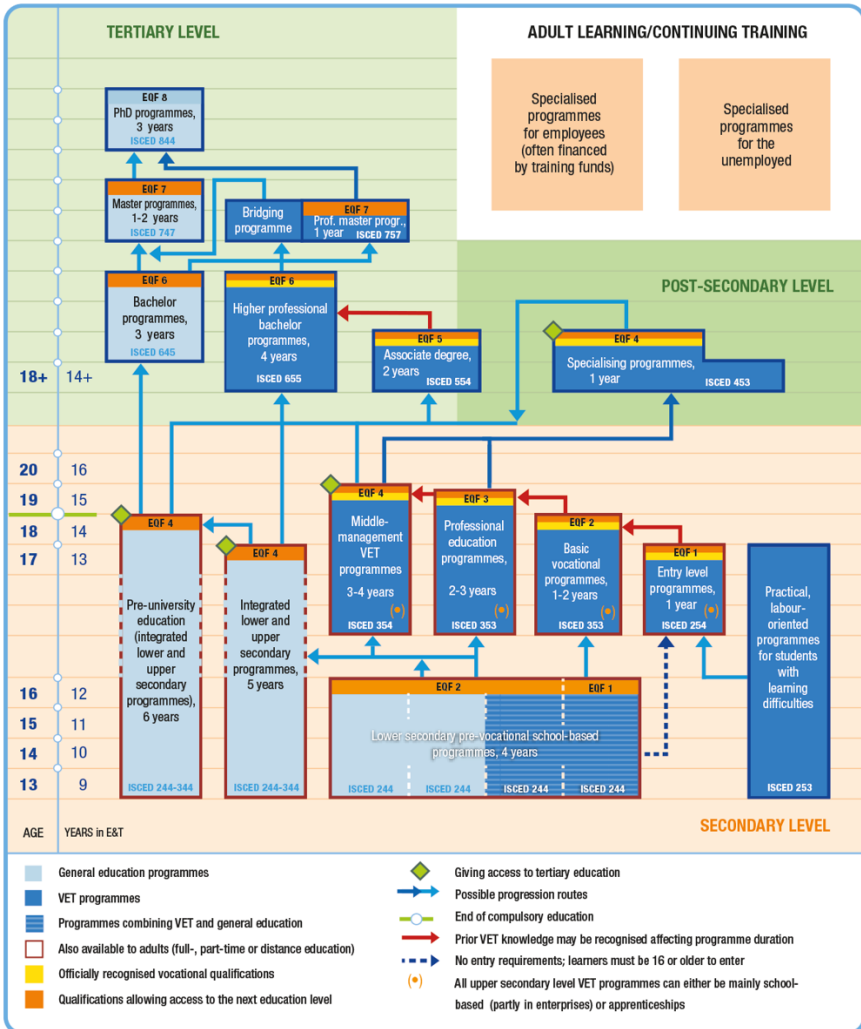 TERTIARY LEVEL
ADULT LEARNING/CONTINUING TRAINING
EQF 8
PhD programmes,
3 years
ISCED 844
Specialised
programmes
for employees
(often financed
by training funds)
Specialised
programmes
for the
unemployed
EQF 7
Master programmes,
1-2 years
ISCED 747
Bridging
programme
EQF 7
Prof. master progr.,
1 year
ISCED 757
POST-SECONDARY LEVEL
EQF 6
Bachelor
programmes,
3 years
ISCED 645
EQF 6
Higher professional
bachelor
programmes,
4 years
ISCED 655
EQF 5
Associate degree,
2 years
ISCED 554
EQF 4
Specialising programmes,
1 year
ISCED 453
18+
14+
20
16
19
15
18
14
17
13
16
12
15
11
14
10
13
9
AGE
YEARS in E&T
EQF 4
Pre-university
education
(integrated
lower and
upper
secondary
programmes),
6 years
ISCED 244-344
EQF 4
Integrated
lower and
upper
secondary
programmes,
5 years
ISCED 244-344
EQF 4
Middle-
management
VET
programmes
3-4 years
(•)
ISCED 354
EQF 3
Professional
education
programmes,
2-3 years
(•)
ISCED 353
EQF 2
Basic
vocational
programmes,
1-2 years
(•)
ISCED 353
EQF 1
Entry level
programmes,
1 year
(•)
ISCED 254
Practical,
labour-
oriented
programmes
for students
with
learning
difficulties
ISCED 253
EQF 2
EQF 1
Lower secondary pre-vocational school-based
programmes, 4 years
ISCED 244
ISCED 244
ISCED 244
ISCED 244
SECONDARY LEVEL
General education programmes
VET programmes
Programmes combining VET and general education
Also available to adults (full-, part-time or distance education)
Officially recognised vocational qualifications
Qualifications allowing access to the next education level
Giving access to tertiary education
Possible progression routes
End of compulsory education
Prior VET knowledge may be recognised affecting programme duration
No entry requirements; learners must be 16 or older to enter
(•)
All upper secondary level VET programmes can either be mainly school-
based (partly in enterprises) or apprenticeships